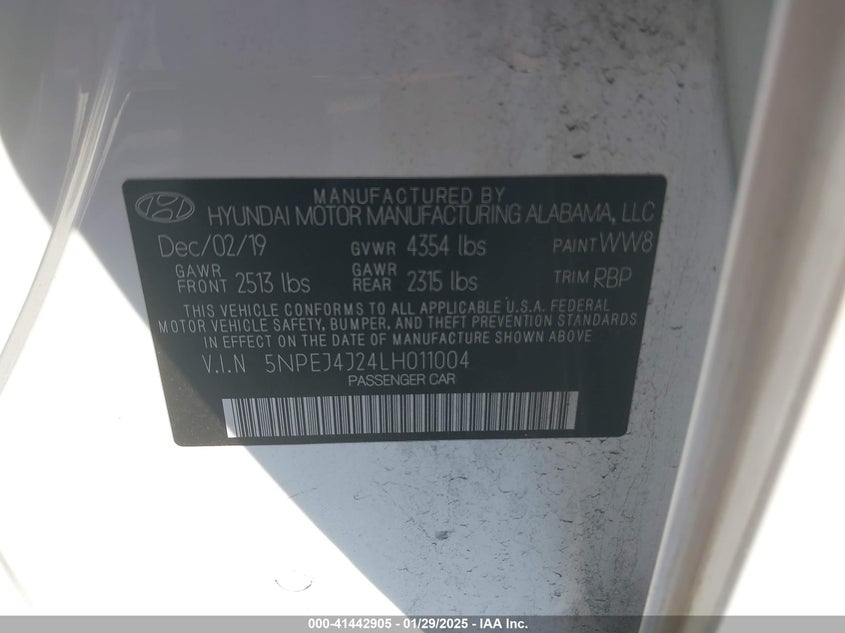 MANUFACTURED BY
HYUNDAI MOTOR MANUFACTURING ALABAMA, LLC
Dec/02/19 GVWR 4354 lbs PAINT WW8
GAWR FRONT 2513 lbs GAWR REAR 2315 lbs TRIM RBP
THIS VEHICLE CONFORMS TO ALL APPLICABLE U.S.A. FEDERAL
MOTOR VEHICLE SAFETY, BUMPER, AND THEFT PREVENTION STANDARDS
IN EFFECT ON THE DATE OF MANUFACTURE SHOWN ABOVE.
V.I.N 5NPEJ4J24LH011004
PASSENGER CAR
000-41442905 - 01/29/2025 - IAA Inc.